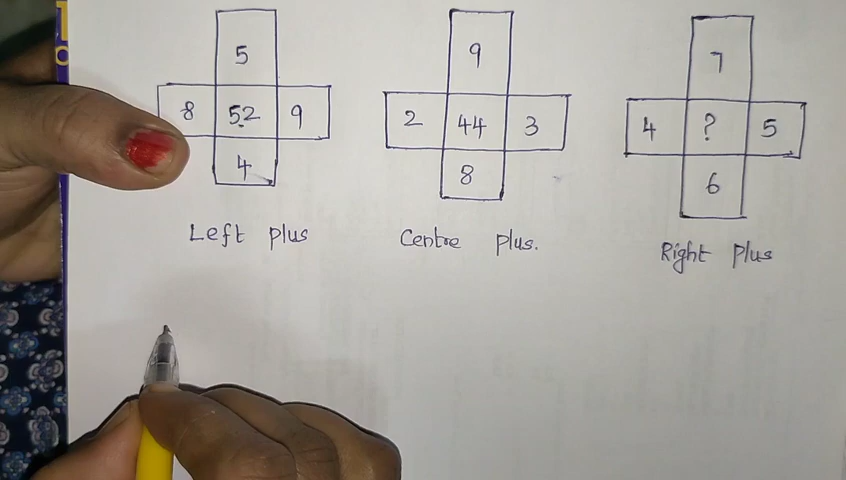 5
8 52 9
4
Left plus
9
2 44 3
8
Centre plus.
7
4 ? 5
6
Right Plus